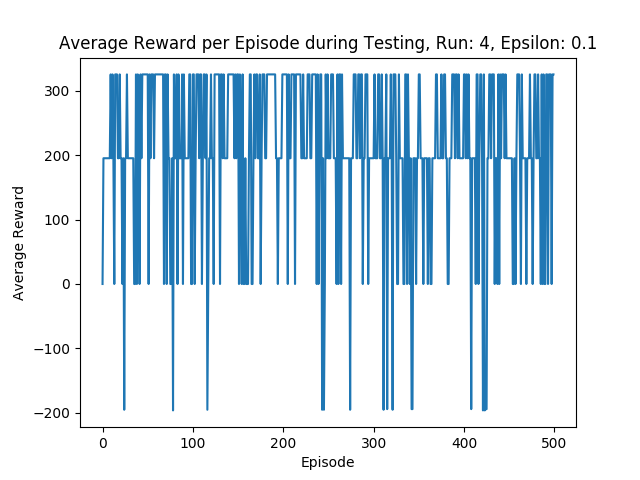 Average Reward per Episode during Testing, Run: 4, Epsilon: 0.1
300
200
100
0
−100
−200
Average Reward
0 100 200 300 400 500
Episode